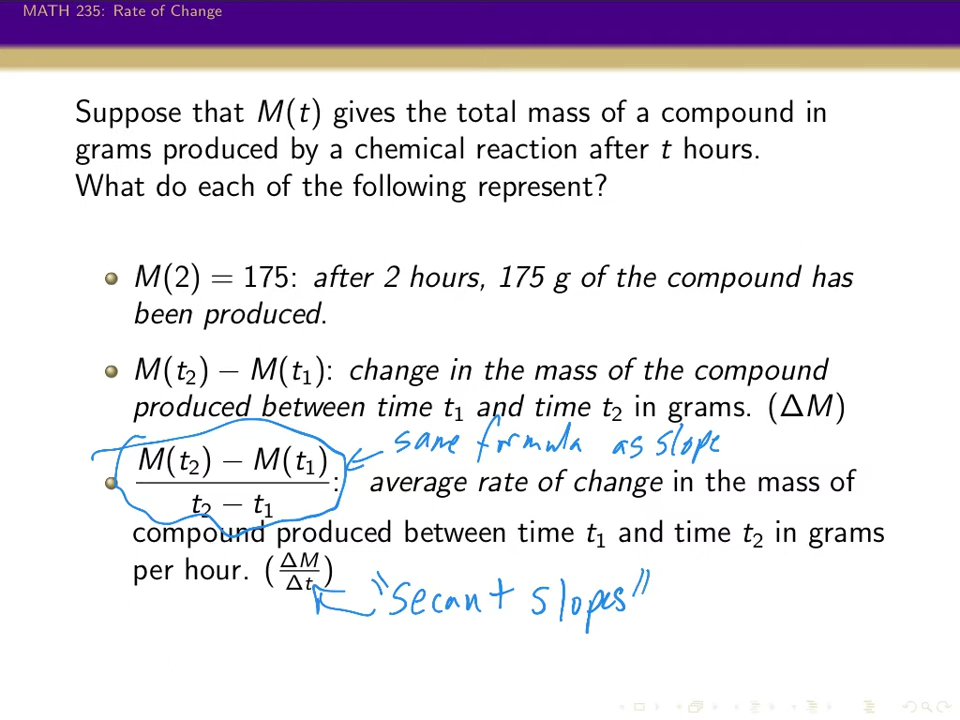 MATH 235: Rate of Change
Suppose that M(t) gives the total mass of a compound in
grams produced by a chemical reaction after t hours.
What do each of the following represent?
M(2) = 175: after 2 hours, 175 g of the compound has
been produced.
M(t₂) − M(t₁): change in the mass of the compound
produced between time t₁ and time t₂ in grams. (ΔM)
same formula as slope
M(t₂) − M(t₁)
t₂ − t₁
: average rate of change in the mass of
compound produced between time t₁ and time t₂ in grams
per hour. (ΔM/Δt)
"Secant slopes"